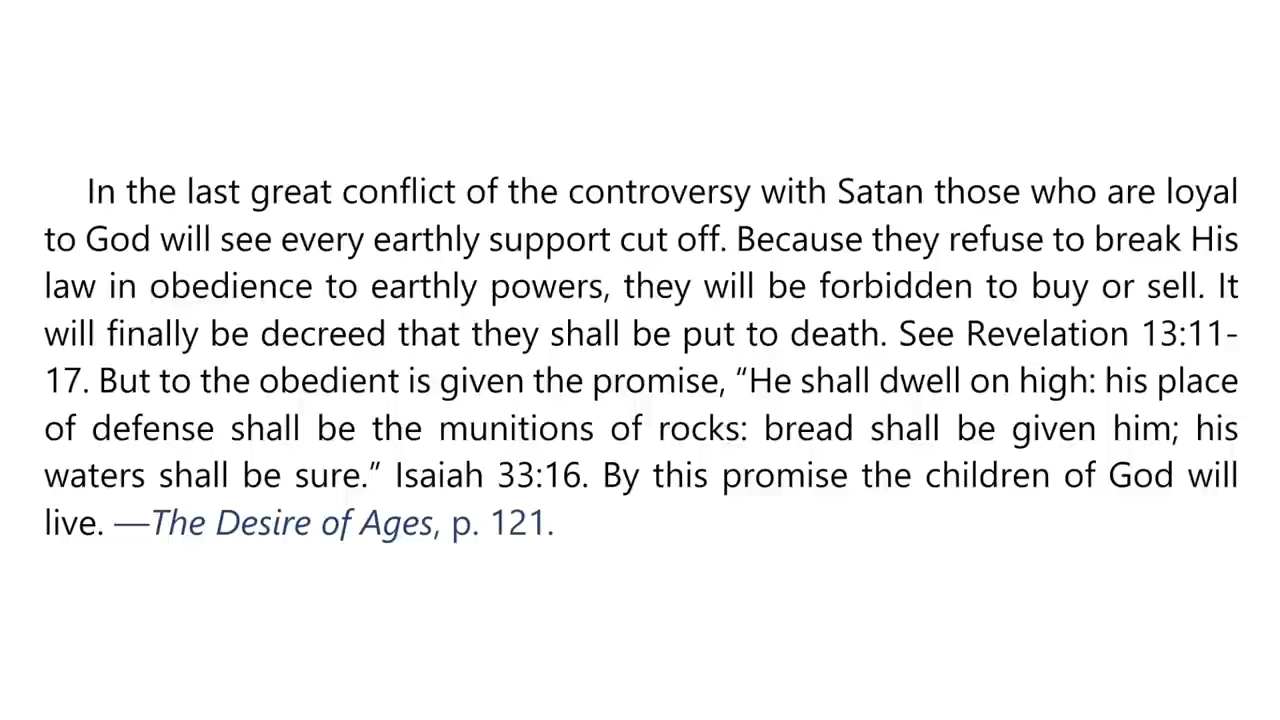 In the last great conflict of the controversy with Satan those who are loyal
to God will see every earthly support cut off. Because they refuse to break His
law in obedience to earthly powers, they will be forbidden to buy or sell. It
will finally be decreed that they shall be put to death. See Revelation 13:11-
17. But to the obedient is given the promise, “He shall dwell on high: his place
of defense shall be the munitions of rocks: bread shall be given him; his
waters shall be sure.” Isaiah 33:16. By this promise the children of God will
live. —The Desire of Ages, p. 121.